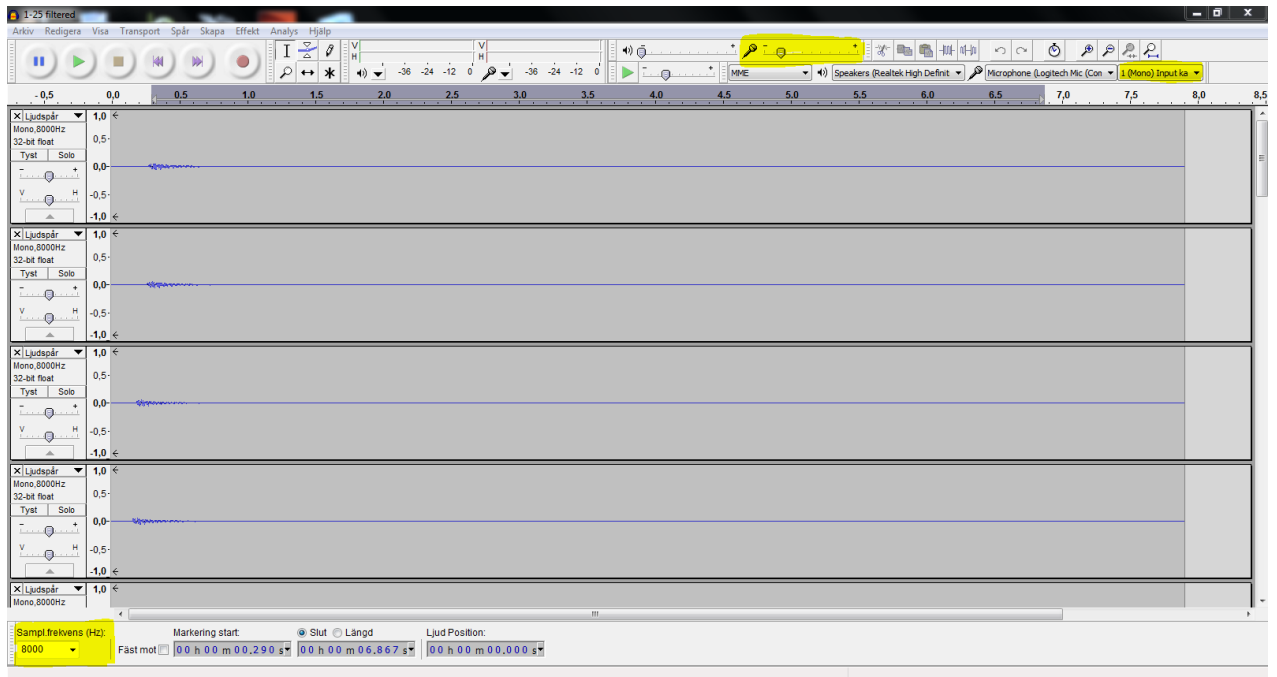 1-25 filtered
Arkiv Redigera Visa Transport Spår Skapa Effekt Analys Hjälp
V
H
V
H
-36 -24 -12 0 -36 -24 -12 0
MME Speakers (Realtek High Definit Microphone (Logitech Mic (Con 1 (Mono) Input ka
- 0,5 0,0 0.5 1.0 1.5 2.0 2.5 3.0 3.5 4.0 4.5 5.0 5.5 6.0 6.5 7,0 7,5 8,0 8,5
X Ljudspår 1,0
Mono,8000Hz
32-bit float 0,5
Tyst Solo
- + 0,0
V H -0,5
-1,0
X Ljudspår 1,0
Mono,8000Hz
32-bit float 0,5
Tyst Solo
- + 0,0
V H -0,5
-1,0
X Ljudspår 1,0
Mono,8000Hz
32-bit float 0,5
Tyst Solo
- + 0,0
V H -0,5
-1,0
X Ljudspår 1,0
Mono,8000Hz
32-bit float 0,5
Tyst Solo
- + 0,0
V H -0,5
-1,0
X Ljudspår 1,0
Mono,8000Hz
Sampl.frekvens (Hz): Markering start: Slut Längd Ljud Position:
8000 Fäst mot 00 h 00 m 00.290 s 00 h 00 m 06.867 s 00 h 00 m 00.000 s